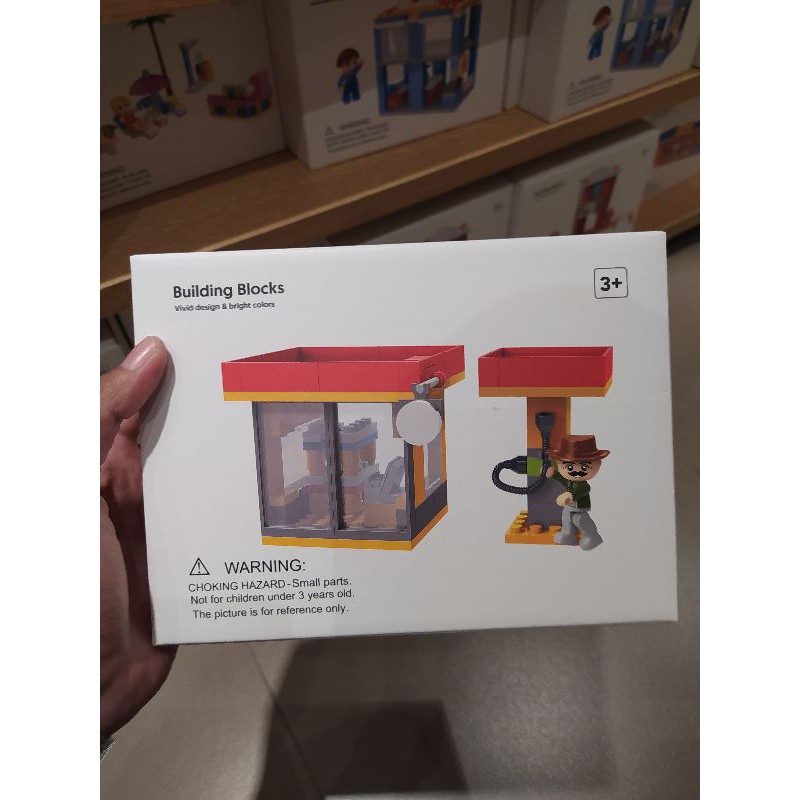 Building Blocks
Vivid design & bright colors
3+
WARNING:
CHOKING HAZARD-Small parts.
Not for children under 3 years old.
The picture is for reference only.
WARNING: